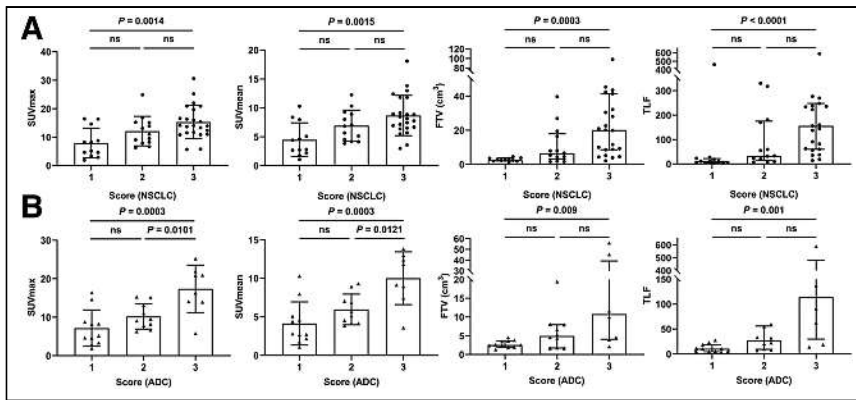 A
P = 0.0014
ns ns
SUVmax
40
30
20
10
0
1 2 3
Score (NSCLC)
P = 0.0015
ns ns
SUVmean
20
15
10
5
0
1 2 3
Score (NSCLC)
P = 0.0003
ns ns
FTV (cm³)
120
100
80
60
40
20
0
1 2 3
Score (NSCLC)
P < 0.0001
ns ns
TLF
600
500
400
300
200
100
0
1 2 3
Score (NSCLC)
B
P = 0.0003
ns P = 0.0101
SUVmax
30
20
10
0
1 2 3
Score (ADC)
P = 0.0003
ns P = 0.0121
SUVmean
15
10
5
0
1 2 3
Score (ADC)
P = 0.009
ns ns
FTV (cm³)
60
50
40
30
20
15
10
5
0
1 2 3
Score (ADC)
P = 0.001
ns ns
TLF
600
400
200
150
100
50
0
1 2 3
Score (ADC)